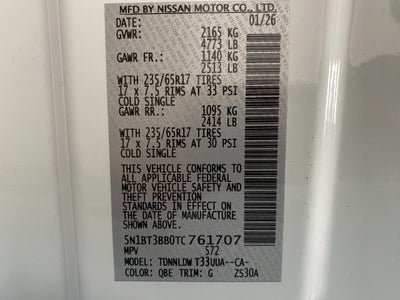 MFD BY NISSAN MOTOR CO., LTD.
DATE: 01/26
GVWR: 2165 KG
4773 LB
GAWR FR.: 1140 KG
2513 LB
WITH 235/65R17 TIRES
17 x 7.5 RIMS AT 33 PSI
COLD SINGLE
GAWR RR.: 1095 KG
2414 LB
WITH 235/65R17 TIRES
17 x 7.5 RIMS AT 30 PSI
COLD SINGLE
THIS VEHICLE CONFORMS TO
ALL APPLICABLE FEDERAL
MOTOR VEHICLE SAFETY
AND THEFT PREVENTION
STANDARDS IN EFFECT ON
THE DATE OF MANUFACTURE
SHOWN ABOVE.
5N1BT3BB0TC761707
MPV 572
MODEL: TDNNLDW T33UUA--CA-
COLOR: QBE TRIM: G ZS30A